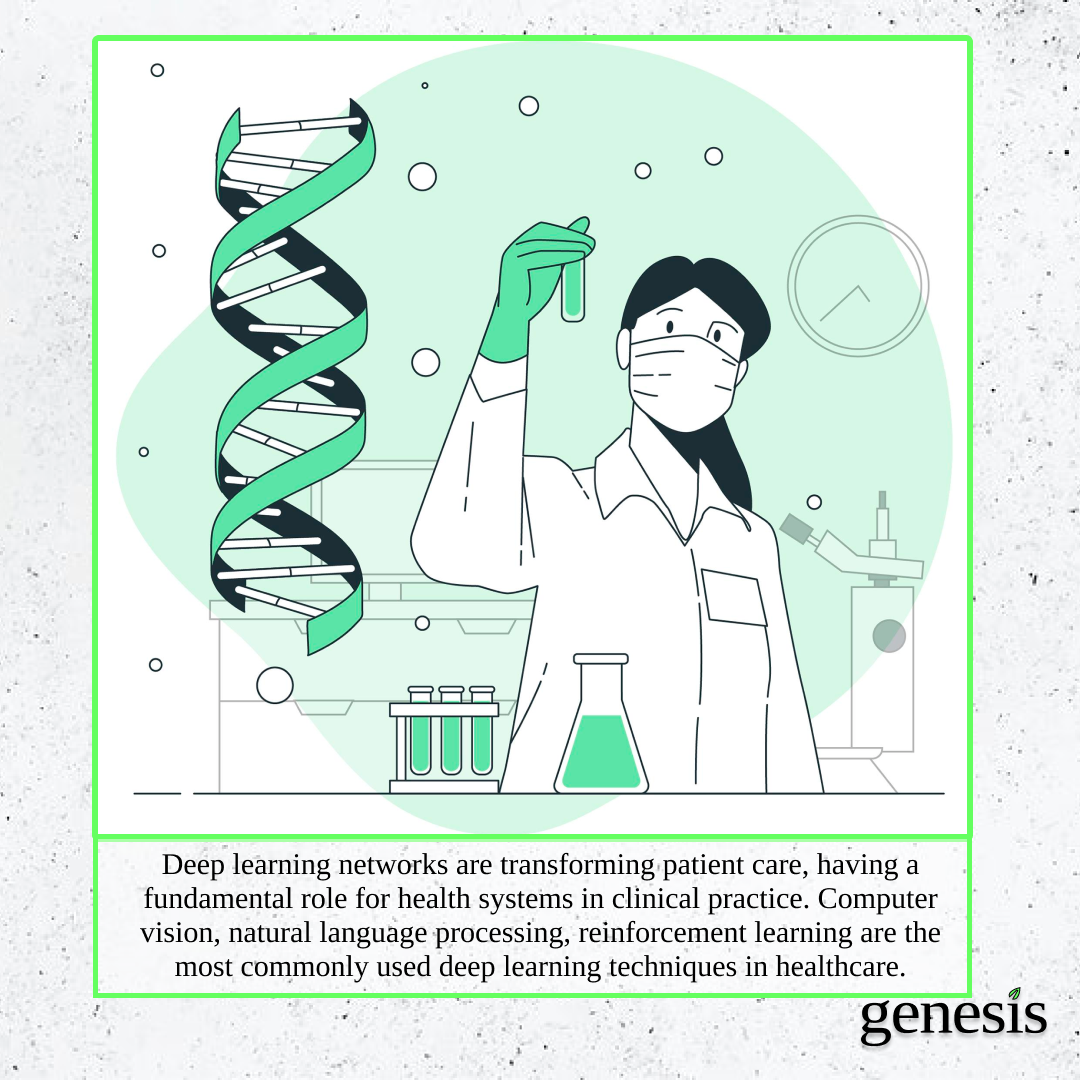 Deep learning networks are transforming patient care, having a
fundamental role for health systems in clinical practice. Computer
vision, natural language processing, reinforcement learning are the
most commonly used deep learning techniques in healthcare.
genesis